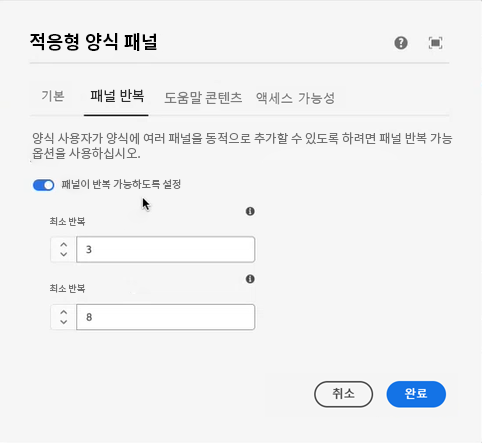 적응형 양식 패널
기본 패널 반복 도움말 콘텐츠 액세스 가능성
양식 사용자가 양식에 여러 패널을 동적으로 추가할 수 있도록 하려면 패널 반복 가능
옵션을 사용하십시오.
패널이 반복 가능하도록 설정
최소 반복
3
최소 반복
8
취소 완료